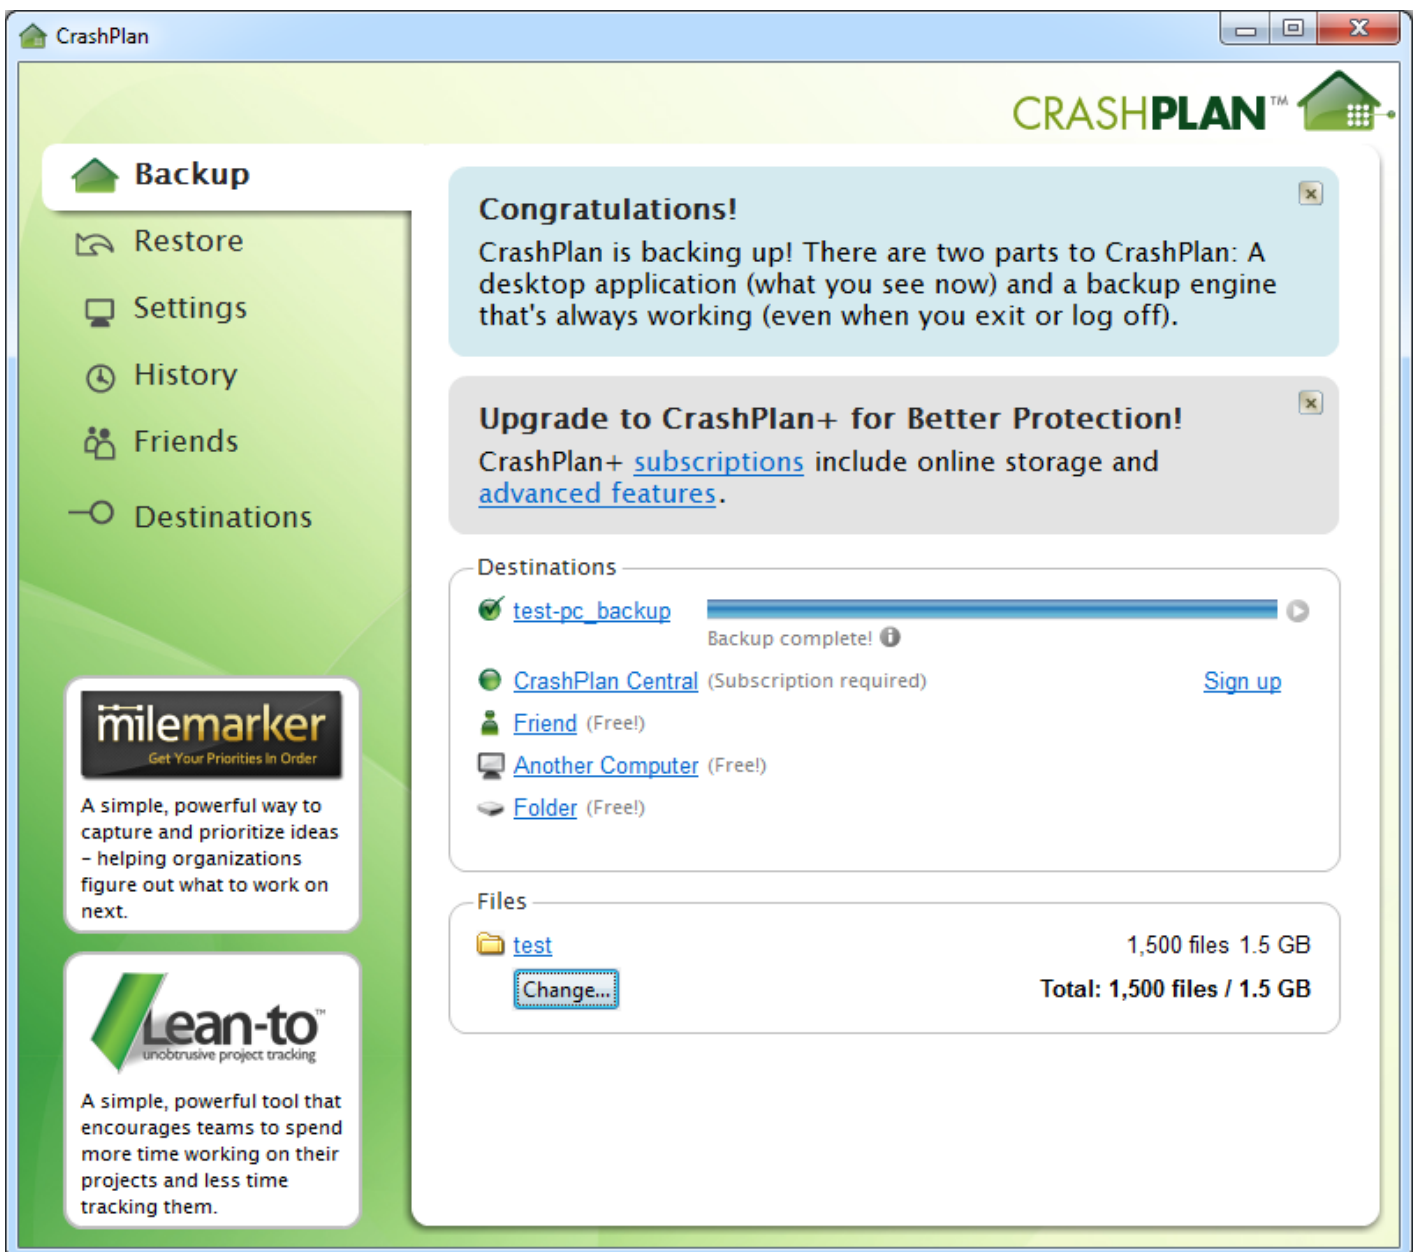 CrashPlan
CRASHPLAN™
Backup
Restore
Settings
History
Friends
Destinations
milemarker
Get Your Priorities In Order
A simple, powerful way to
capture and prioritize ideas
– helping organizations
figure out what to work on
next.
Lean-to™
unobtrusive project tracking
A simple, powerful tool that
encourages teams to spend
more time working on their
projects and less time
tracking them.
Congratulations!
CrashPlan is backing up! There are two parts to CrashPlan: A
desktop application (what you see now) and a backup engine
that's always working (even when you exit or log off).
Upgrade to CrashPlan+ for Better Protection!
CrashPlan+ subscriptions include online storage and
advanced features.
Destinations
test-pc_backup
Backup complete!
CrashPlan Central (Subscription required) Sign up
Friend (Free!)
Another Computer (Free!)
Folder (Free!)
Files
test 1,500 files 1.5 GB
Change... Total: 1,500 files / 1.5 GB